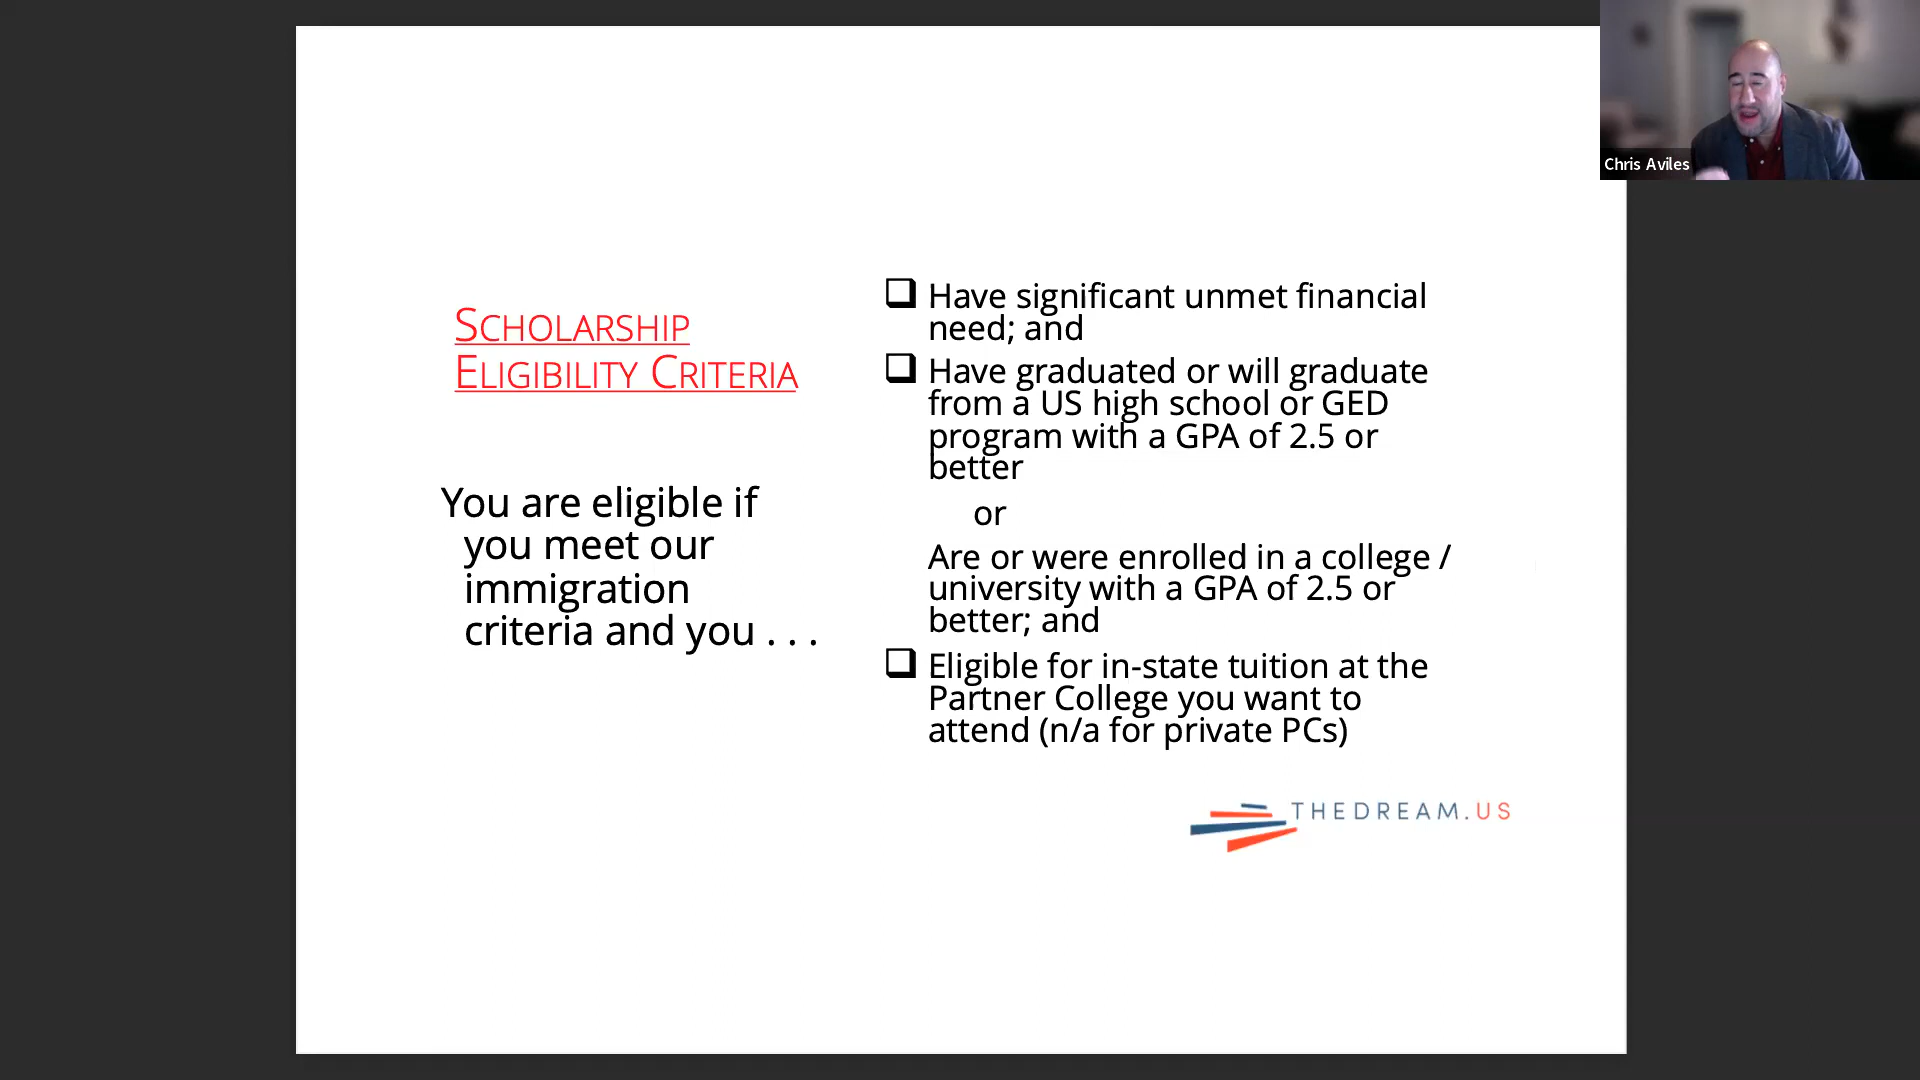 Chris Aviles
SCHOLARSHIP
ELIGIBILITY CRITERIA
You are eligible if
you meet our
immigration
criteria and you . . .
❑ Have significant unmet financial
need; and
❑ Have graduated or will graduate
from a US high school or GED
program with a GPA of 2.5 or
better
or
Are or were enrolled in a college /
university with a GPA of 2.5 or
better; and
❑ Eligible for in-state tuition at the
Partner College you want to
attend (n/a for private PCs)
THEDREAM.US